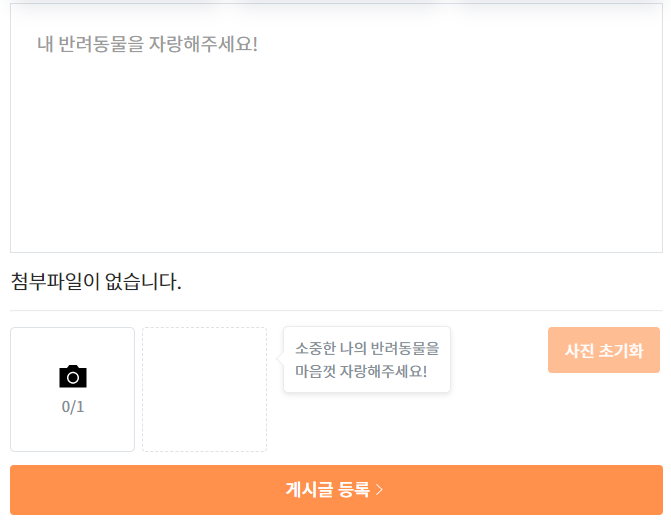 내 반려동물을 자랑해주세요!
첨부파일이 없습니다.
소중한 나의 반려동물을
마음껏 자랑해주세요!
사진 초기화
0/1
게시글 등록 >